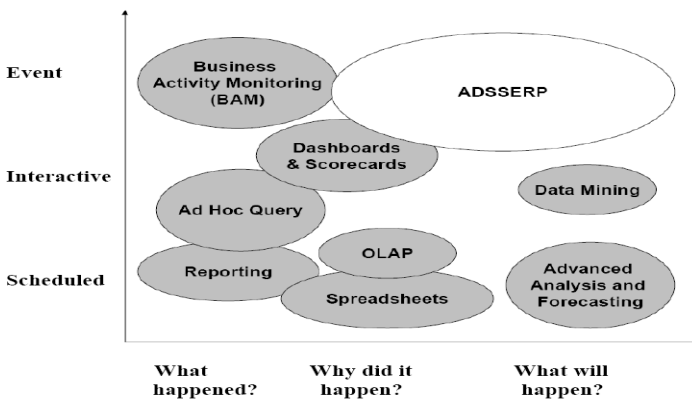 Event
Business
Activity Monitoring
(BAM)
ADSSERP
Dashboards
& Scorecards
Interactive
Data Mining
Ad Hoc Query
OLAP
Scheduled
Reporting
Advanced
Analysis and
Forecasting
Spreadsheets
What
happened?
Why did it
happen?
What will
happen?